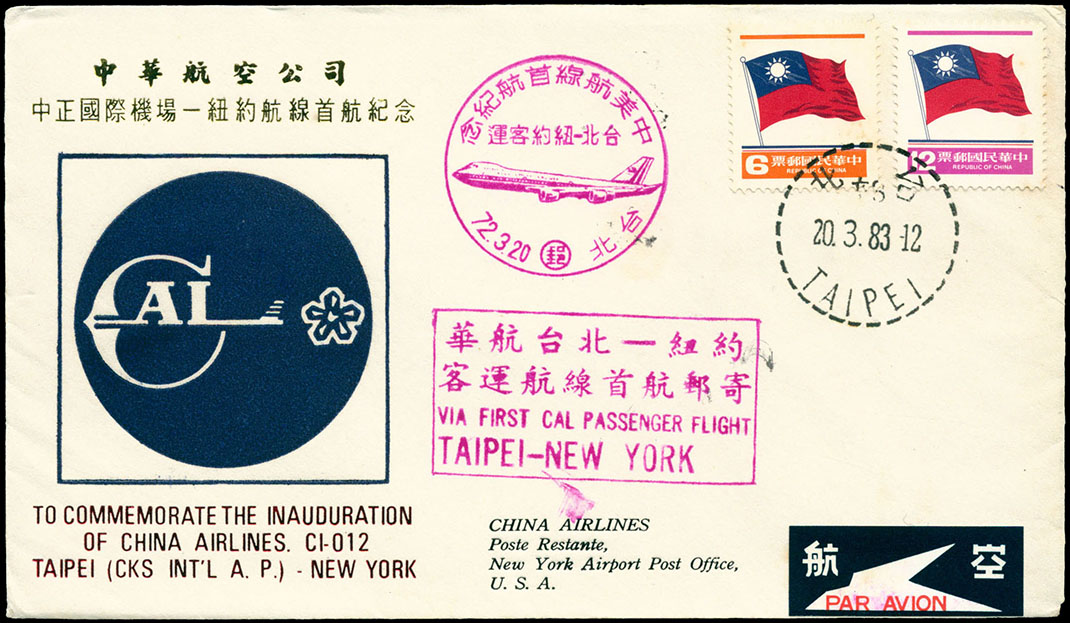 中華航空公司
中正國際機場一紐約航線首航紀念
CAL
TO COMMEMORATE THE INAUDURATION
OF CHINA AIRLINES. CI-012
TAIPEI (CKS INT'L A. P.) - NEW YORK
中美航線首航紀念
台北-紐約客運
72.3.20
郵
台北
6
中華民國郵票
REPUBLIC OF CHINA
12
中華民國郵票
REPUBLIC OF CHINA
20.3.83-12
TAIPEI
華航台北一紐約
客運航線首航郵寄
VIA FIRST CAL PASSENGER FLIGHT
TAIPEI-NEW YORK
CHINA AIRLINES
Poste Restante,
New York Airport Post Office,
U. S. A.
航空
PAR AVION